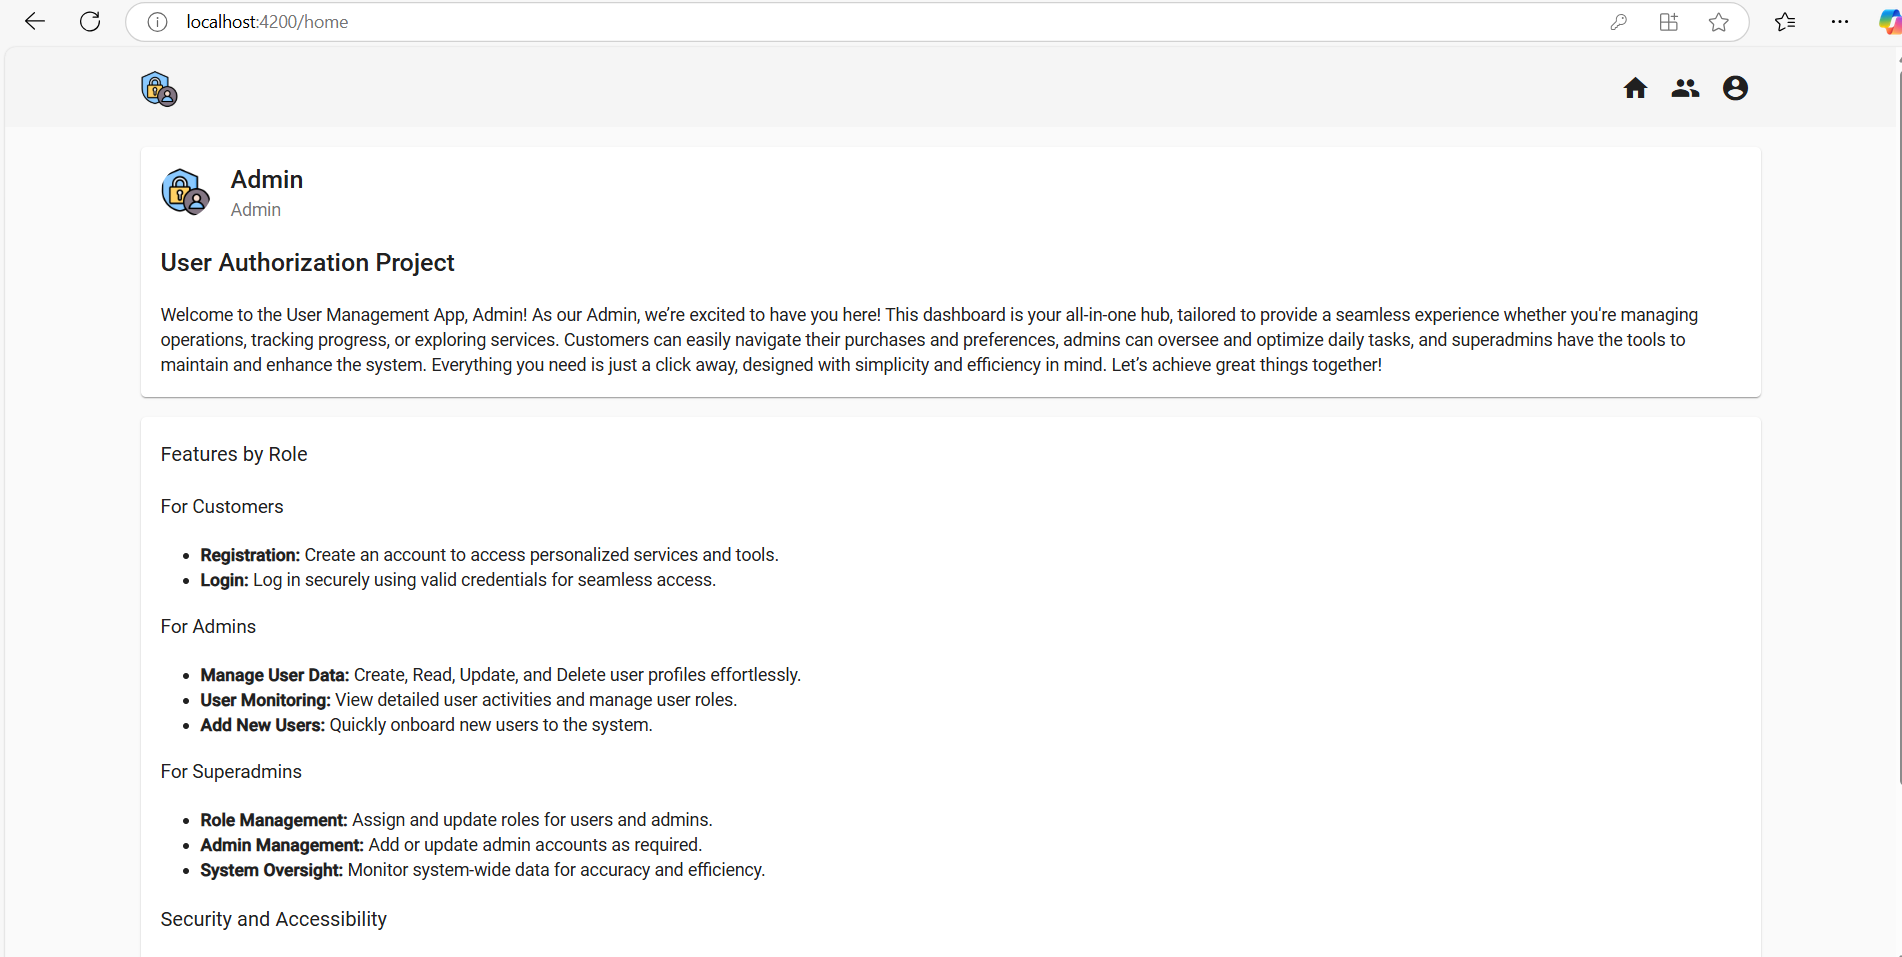 localhost:4200/home
Admin
Admin
User Authorization Project
Welcome to the User Management App, Admin! As our Admin, we’re excited to have you here! This dashboard is your all-in-one hub, tailored to provide a seamless experience whether you're managing
operations, tracking progress, or exploring services. Customers can easily navigate their purchases and preferences, admins can oversee and optimize daily tasks, and superadmins have the tools to
maintain and enhance the system. Everything you need is just a click away, designed with simplicity and efficiency in mind. Let’s achieve great things together!
Features by Role
For Customers
Registration: Create an account to access personalized services and tools.
Login: Log in securely using valid credentials for seamless access.
For Admins
Manage User Data: Create, Read, Update, and Delete user profiles effortlessly.
User Monitoring: View detailed user activities and manage user roles.
Add New Users: Quickly onboard new users to the system.
For Superadmins
Role Management: Assign and update roles for users and admins.
Admin Management: Add or update admin accounts as required.
System Oversight: Monitor system-wide data for accuracy and efficiency.
Security and Accessibility